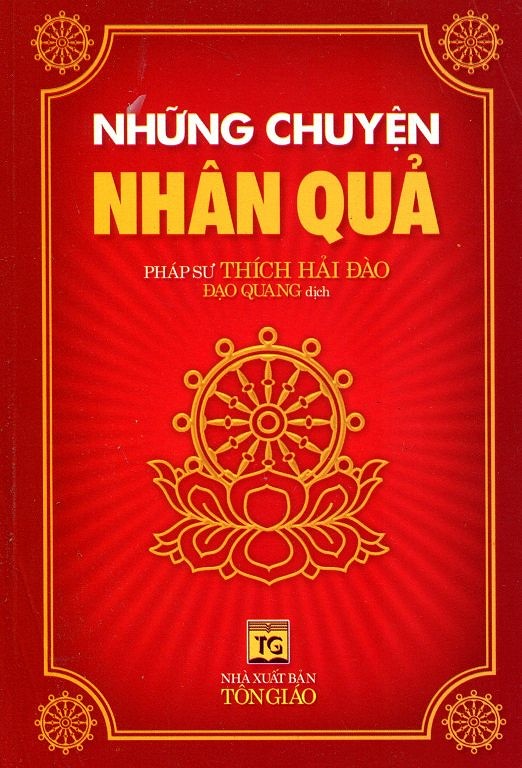 NHỮNG CHUYỆN
NHÂN QUẢ
PHÁP SƯ THÍCH HẢI ĐÀO
ĐẠO QUANG dịch
TG
NHÀ XUẤT BẢN
TÔN GIÁO